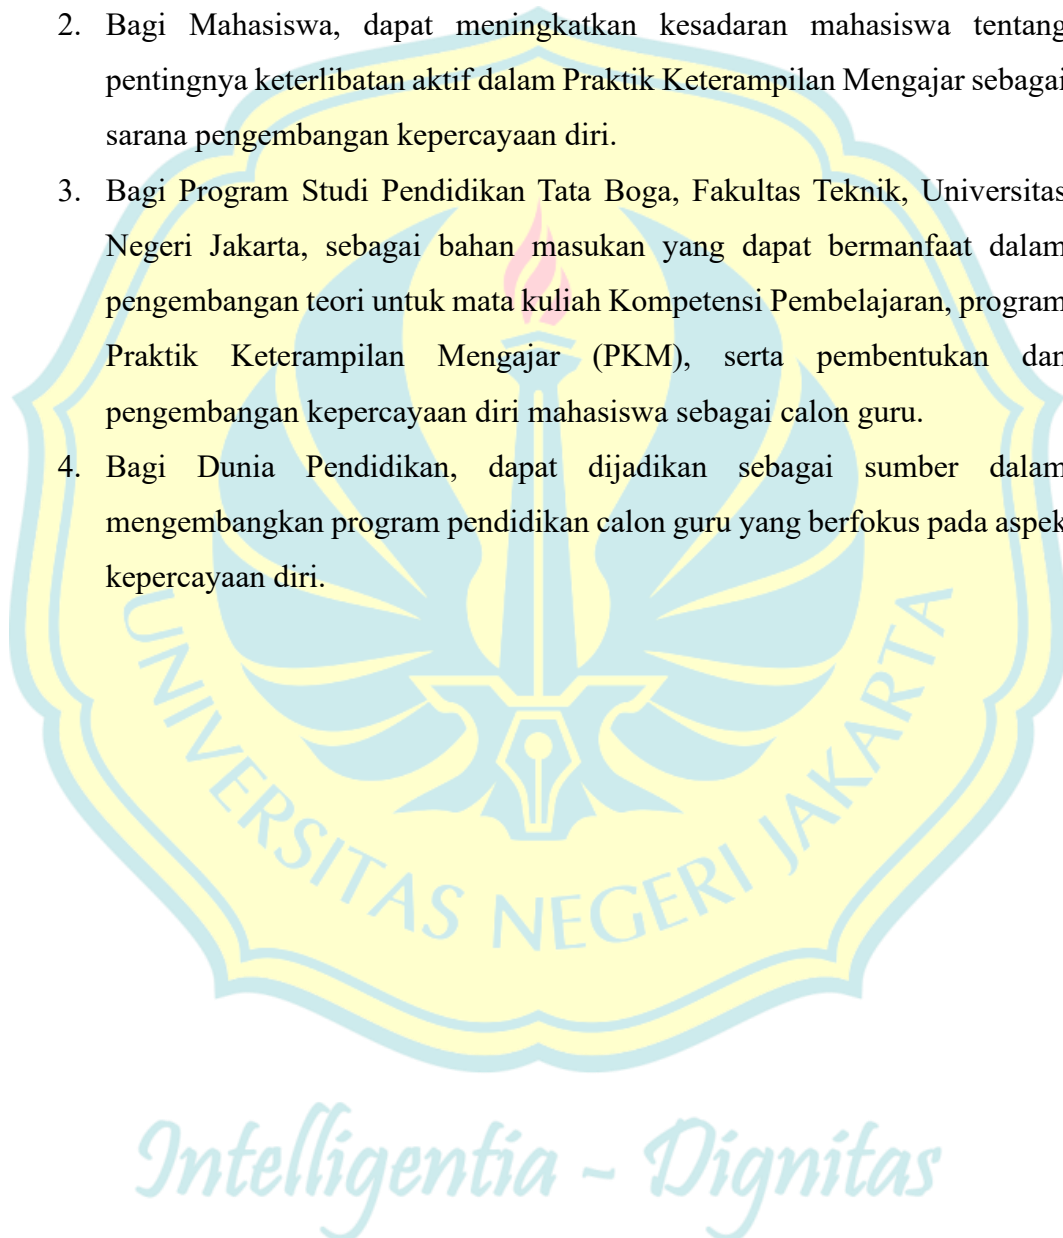 2. Bagi Mahasiswa, dapat meningkatkan kesadaran mahasiswa tentang
pentingnya keterlibatan aktif dalam Praktik Keterampilan Mengajar sebagai
sarana pengembangan kepercayaan diri.
3. Bagi Program Studi Pendidikan Tata Boga, Fakultas Teknik, Universitas
Negeri Jakarta, sebagai bahan masukan yang dapat bermanfaat dalam
pengembangan teori untuk mata kuliah Kompetensi Pembelajaran, program
Praktik Keterampilan Mengajar (PKM), serta pembentukan dan
pengembangan kepercayaan diri mahasiswa sebagai calon guru.
4. Bagi Dunia Pendidikan, dapat dijadikan sebagai sumber dalam
mengembangkan program pendidikan calon guru yang berfokus pada aspek
kepercayaan diri.
UNIVERSITAS NEGERI JAKARTA
Intelligentia - Dignitas